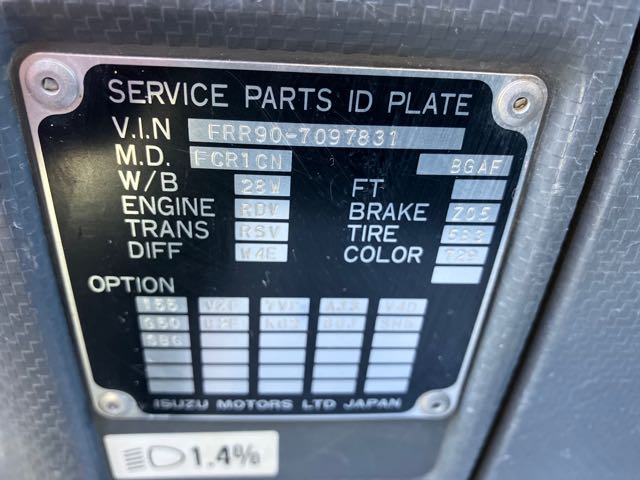 SERVICE PARTS ID PLATE
V.I.N FRR90-7097831
M.D. FCR1CN BGAF
W/B 28W FT
ENGINE RDV BRAKE Z05
TRANS RSV TIRE 583
DIFF W4E COLOR 729
OPTION
ISUZU MOTORS LTD JAPAN
1.4%